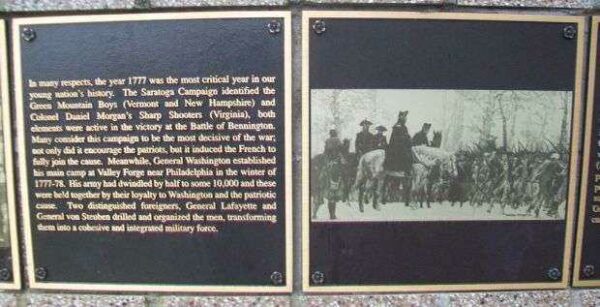 In many respects, the year 1777 was the most critical year in our
young nation's history. The Saratoga Campaign identified the
Green Mountain Boys (Vermont and New Hampshire) and
Colonel Daniel Morgan's Sharp Shooters (Virginia), both
elements were active in the victory at the Battle of Bennington.
Many consider this campaign to be the most decisive of the war;
not only did it encourage the patriots, but it induced the French to
fully join the cause. Meanwhile, General Washington established
his main camp at Valley Forge near Philadelphia in the winter of
1777-78. His army had dwindled by half to some 10,000 and these
were held together by their loyalty to Washington and the patriotic
cause. Two distinguished foreigners, General Lafayette and
General von Steuben drilled and organized the men, transforming
them into a cohesive and integrated military force.